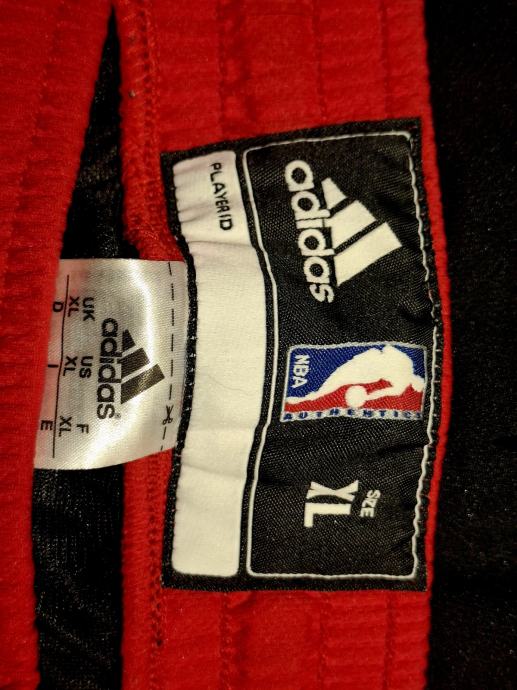 PLAYER ID
adidas
NBA
AUTHENTICS
SIZE
XL
adidas
UK US F
XL XL XL
D I E